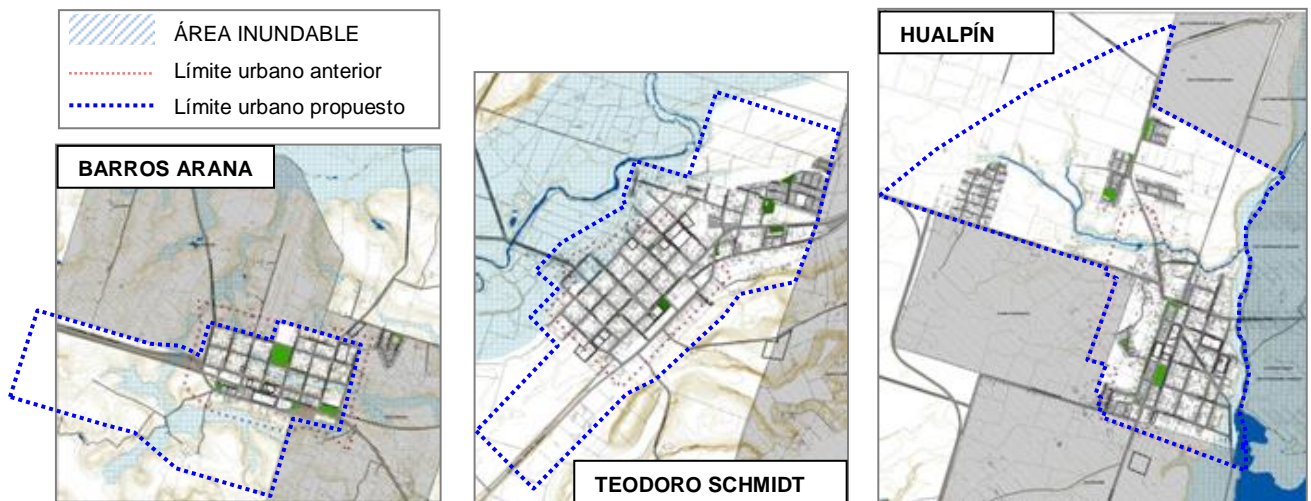 ÁREA INUNDABLE
Límite urbano anterior
Límite urbano propuesto
BARROS ARANA
TEODORO SCHMIDT
HUALPÍN